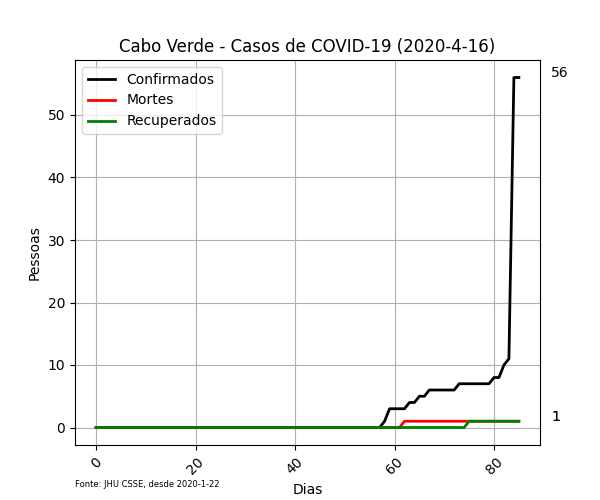 Cabo Verde - Casos de COVID-19 (2020-4-16)
Confirmados
Mortes
Recuperados
56
1
Pessoas
50
40
30
20
10
0
0 20 40 60 80
Dias
Fonte: JHU CSSE, desde 2020-1-22